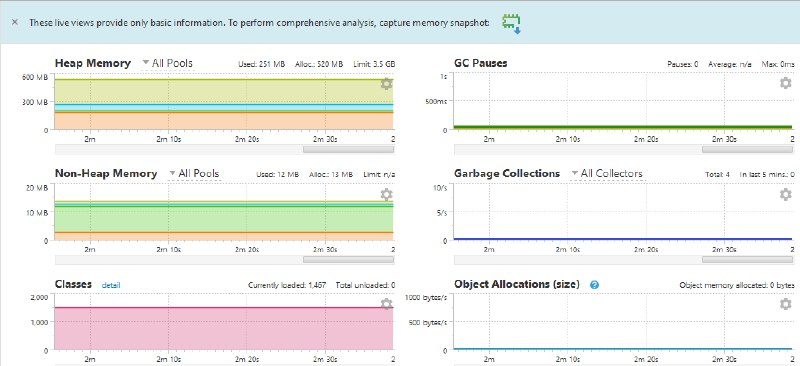 × These live views provide only basic information. To perform comprehensive analysis, capture memory snapshot:
Heap Memory All Pools Used: 251 MB Alloc.: 520 MB Limit: 3.5 GB
600 MB
300 MB
0
2m 2m 10s 2m 20s 2m 30s 2
GC Pauses Pauses: 0 Average: n/a Max: 0ms
1s
500ms
0
2m 2m 10s 2m 20s 2m 30s 2
Non-Heap Memory All Pools Used: 12 MB Alloc.: 13 MB Limit: n/a
20 MB
10 MB
0
2m 2m 10s 2m 20s 2m 30s 2
Garbage Collections All Collectors Total: 4 In last 5 mins.: 0
10/s
5/s
0
2m 2m 10s 2m 20s 2m 30s 2
Classes detail Currently loaded: 1,467 Total unloaded: 0
2,000
1,000
0
2m 2m 10s 2m 20s 2m 30s 2
Object Allocations (size) ? Object memory allocated: 0 bytes
1000 bytes/s
500 bytes/s
0
2m 2m 10s 2m 20s 2m 30s 2